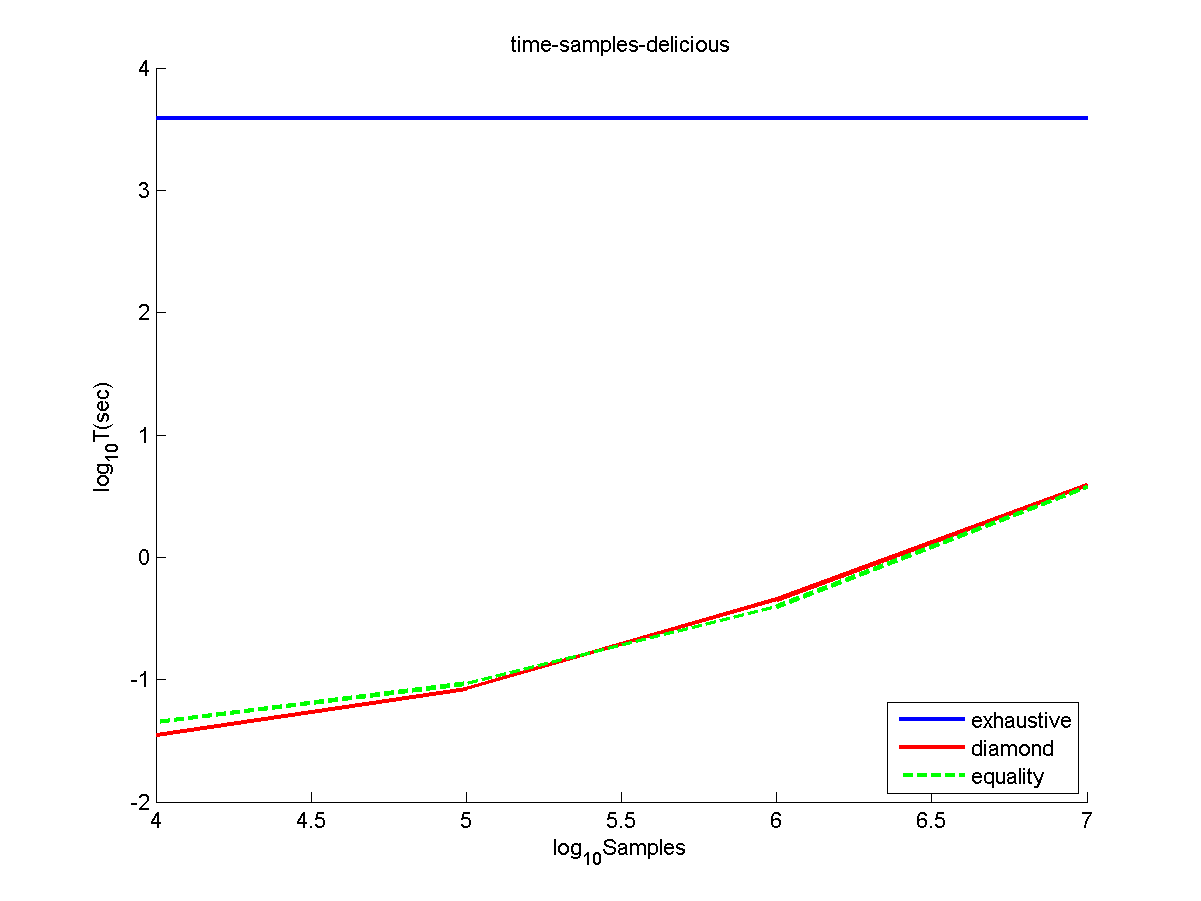 time-samples-delicious
4
3
2
1
0
-1
-2
log10T(sec)
4 4.5 5 5.5 6 6.5 7
log10Samples
exhaustive
diamond
equality